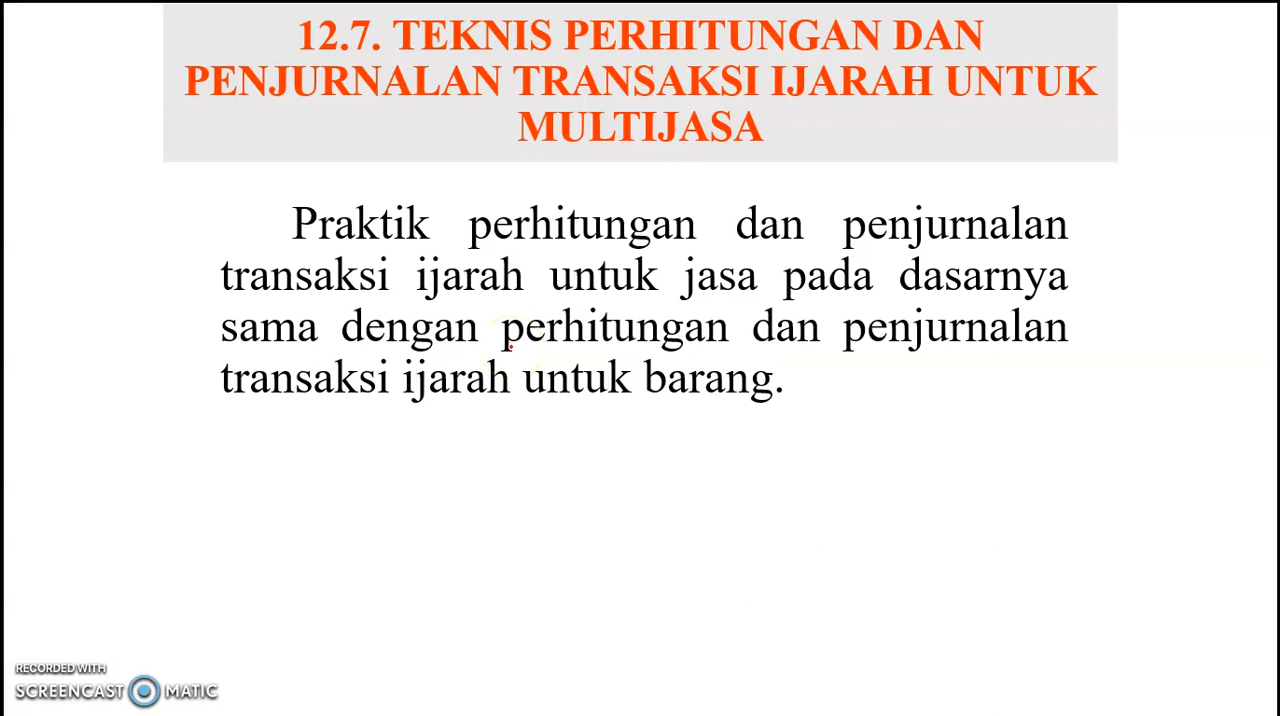 12.7. TEKNIS PERHITUNGAN DAN
PENJURNALAN TRANSAKSI IJARAH UNTUK
MULTIJASA
Praktik perhitungan dan penjurnalan
transaksi ijarah untuk jasa pada dasarnya
sama dengan perhitungan dan penjurnalan
transaksi ijarah untuk barang.
RECORDED WITH
SCREENCAST MATIC